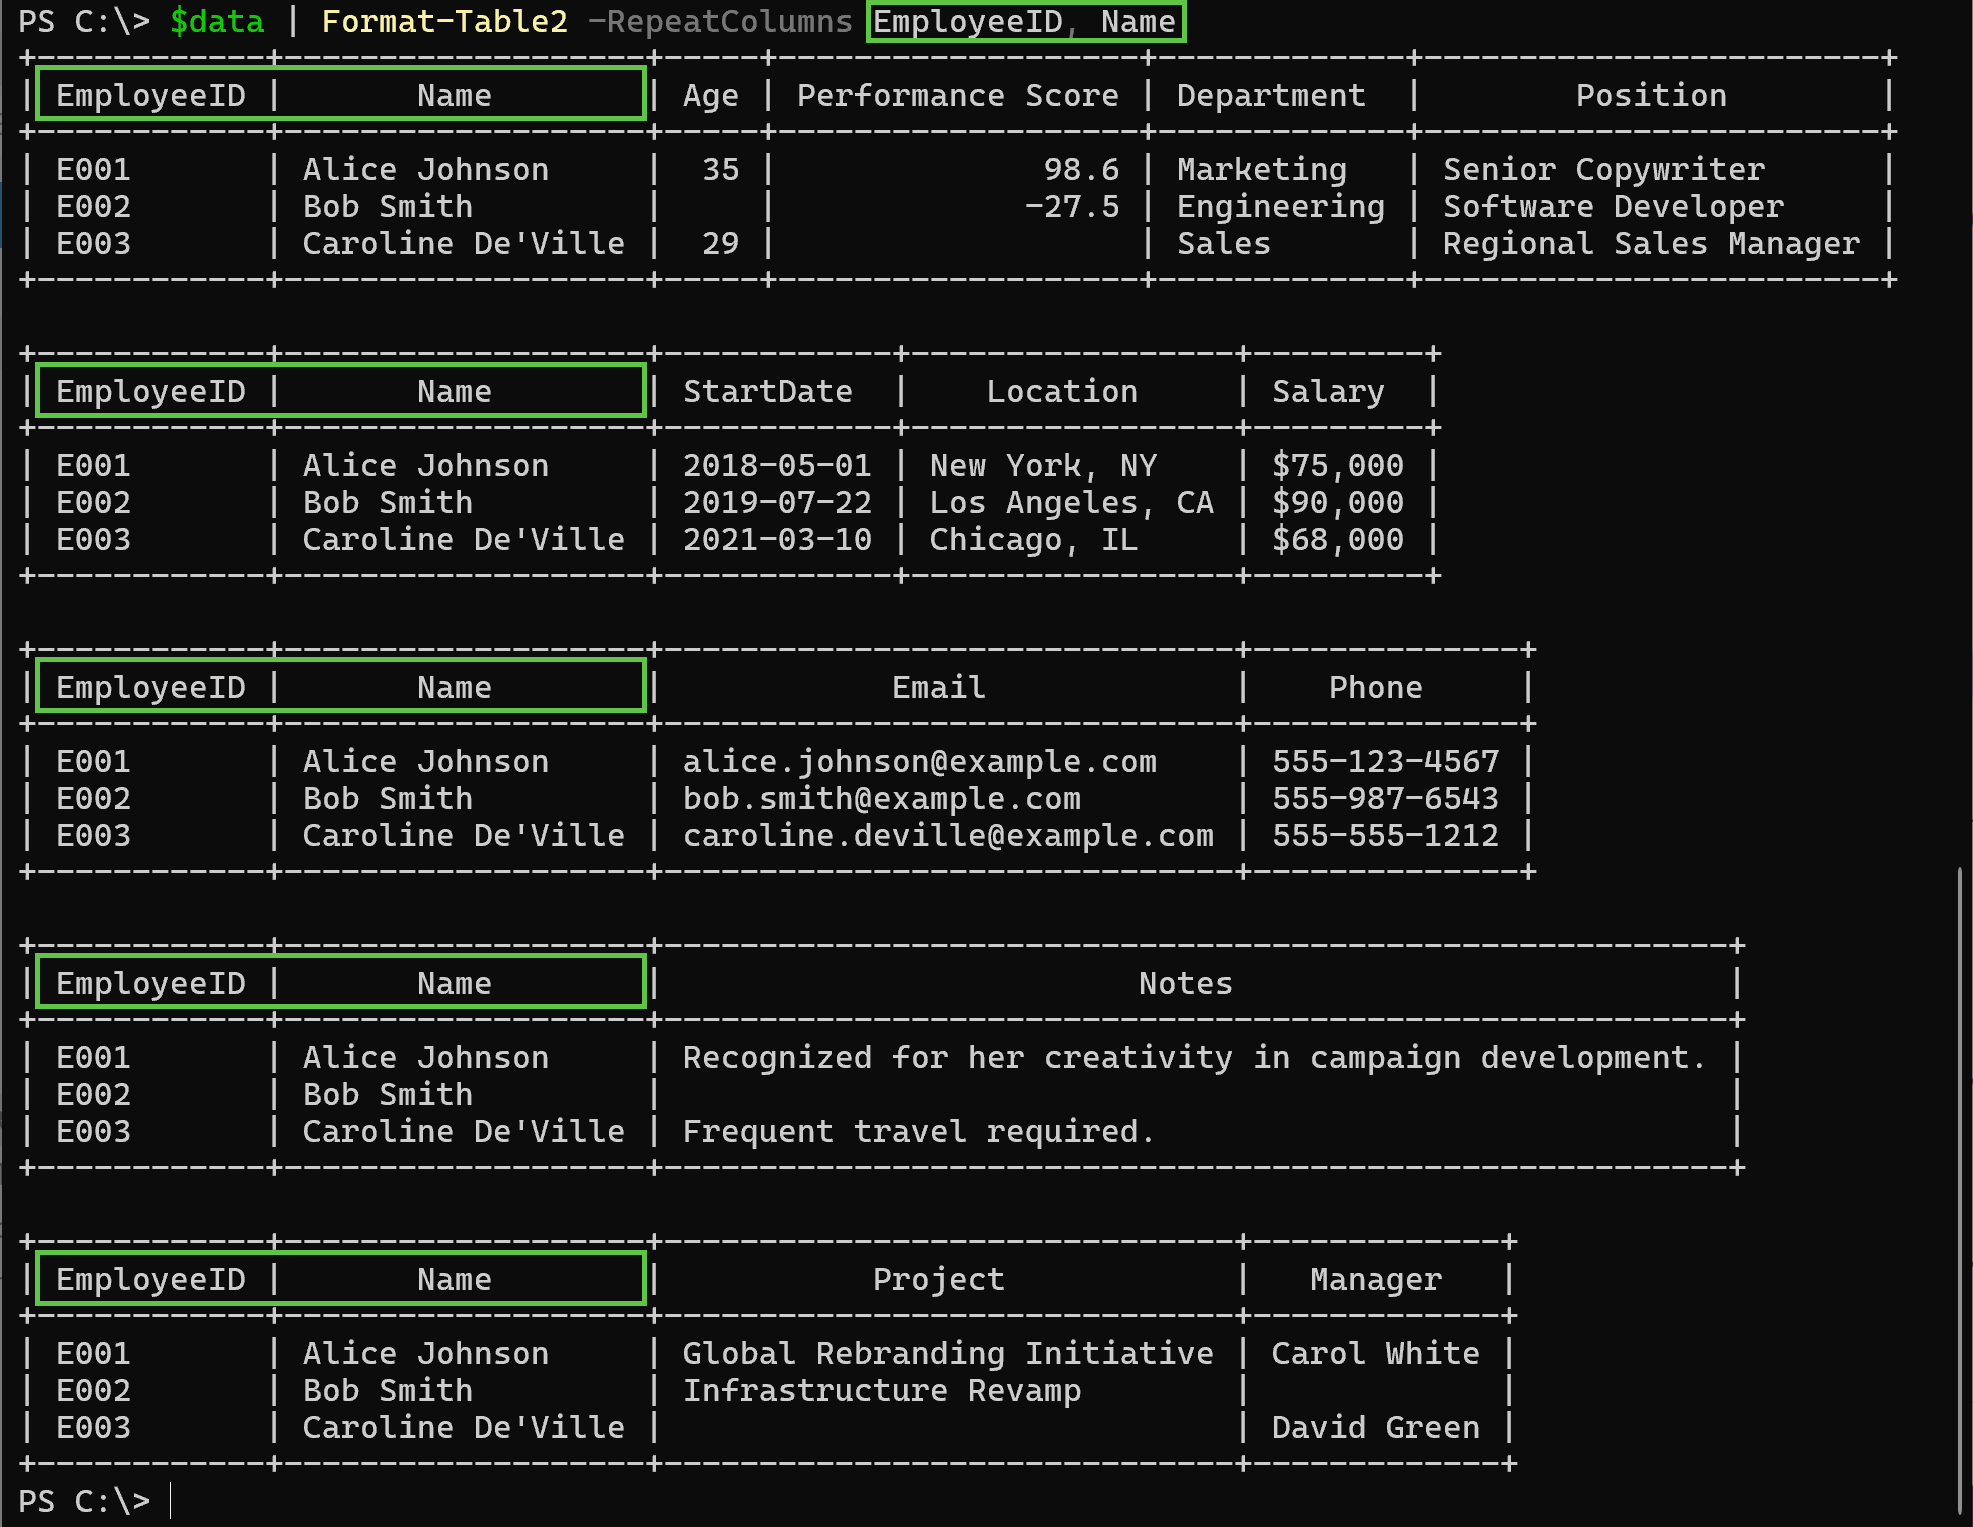 PS C:\> $data | Format-Table2 -RepeatColumns EmployeeID, Name
+------------+-------------------+-----+-------------------+-------------+------------------------+
| EmployeeID |       Name        | Age | Performance Score | Department  |        Position        |
+------------+-------------------+-----+-------------------+-------------+------------------------+
| E001       | Alice Johnson     |  35 |              98.6 | Marketing   | Senior Copywriter      |
| E002       | Bob Smith         |     |             -27.5 | Engineering | Software Developer     |
| E003       | Caroline De'Ville |  29 |                   | Sales       | Regional Sales Manager |
+------------+-------------------+-----+-------------------+-------------+------------------------+
+------------+-------------------+------------+-----------------+---------+
| EmployeeID |       Name        | StartDate  |    Location     | Salary  |
+------------+-------------------+------------+-----------------+---------+
| E001       | Alice Johnson     | 2018-05-01 | New York, NY    | $75,000 |
| E002       | Bob Smith         | 2019-07-22 | Los Angeles, CA | $90,000 |
| E003       | Caroline De'Ville | 2021-03-10 | Chicago, IL     | $68,000 |
+------------+-------------------+------------+-----------------+---------+
+------------+-------------------+------------------------------+--------------+
| EmployeeID |       Name        |            Email             |    Phone     |
+------------+-------------------+------------------------------+--------------+
| E001       | Alice Johnson     | alice.johnson@example.com    | 555-123-4567 |
| E002       | Bob Smith         | bob.smith@example.com        | 555-987-6543 |
| E003       | Caroline De'Ville | caroline.deville@example.com | 555-555-1212 |
+------------+-------------------+------------------------------+--------------+
+------------+-------------------+--------------------------------------------------------+
| EmployeeID |       Name        |                         Notes                          |
+------------+-------------------+--------------------------------------------------------+
| E001       | Alice Johnson     | Recognized for her creativity in campaign development. |
| E002       | Bob Smith         |                                                        |
| E003       | Caroline De'Ville | Frequent travel required.                              |
+------------+-------------------+--------------------------------------------------------+
+------------+-------------------+------------------------------+-------------+
| EmployeeID |       Name        |           Project            |   Manager   |
+------------+-------------------+------------------------------+-------------+
| E001       | Alice Johnson     | Global Rebranding Initiative | Carol White |
| E002       | Bob Smith         | Infrastructure Revamp        |             |
| E003       | Caroline De'Ville |                              | David Green |
+------------+-------------------+------------------------------+-------------+
PS C:\>